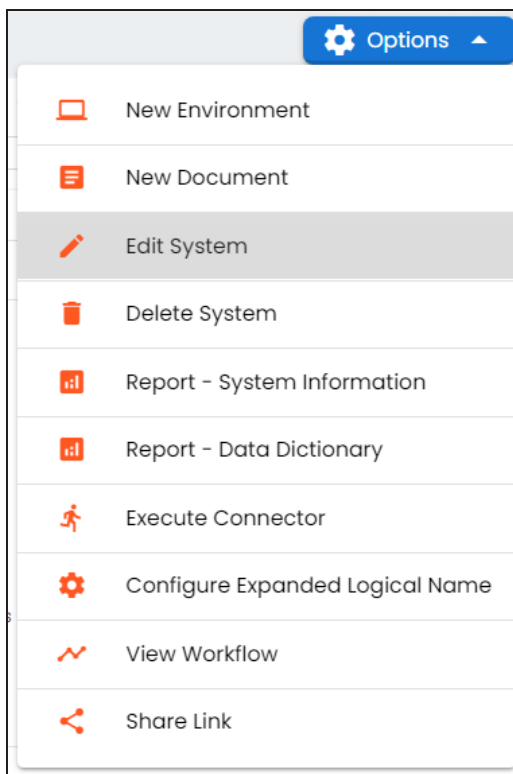 Options
New Environment
New Document
Edit System
Delete System
Report - System Information
Report - Data Dictionary
Execute Connector
Configure Expanded Logical Name
View Workflow
Share Link